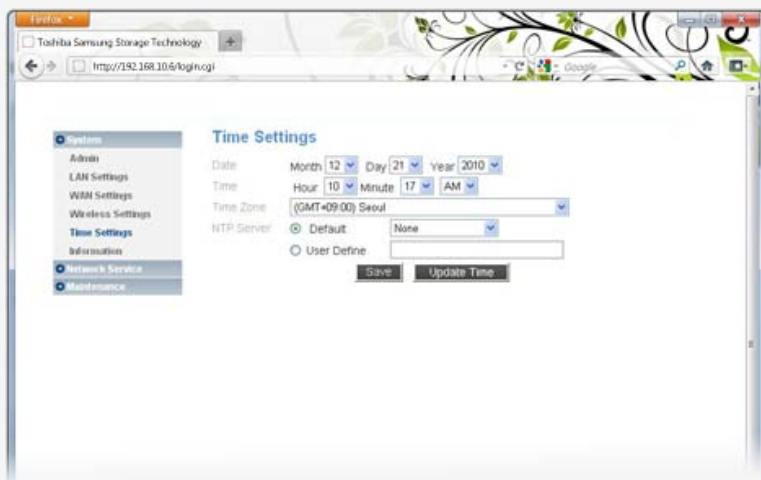 Firefox
Toshiba Samsung Storage Technology
http://192.168.10.6/login.cgi
Google
System
Admin
LAN Settings
WAN Settings
Wireless Settings
Time Settings
Information
Network Service
Maintenance
Time Settings
Date Month 12 Day 21 Year 2010
Time Hour 10 Minute 17 AM
Time Zone (GMT+09:00) Seoul
NTP Server Default None
User Define
Save Update Time